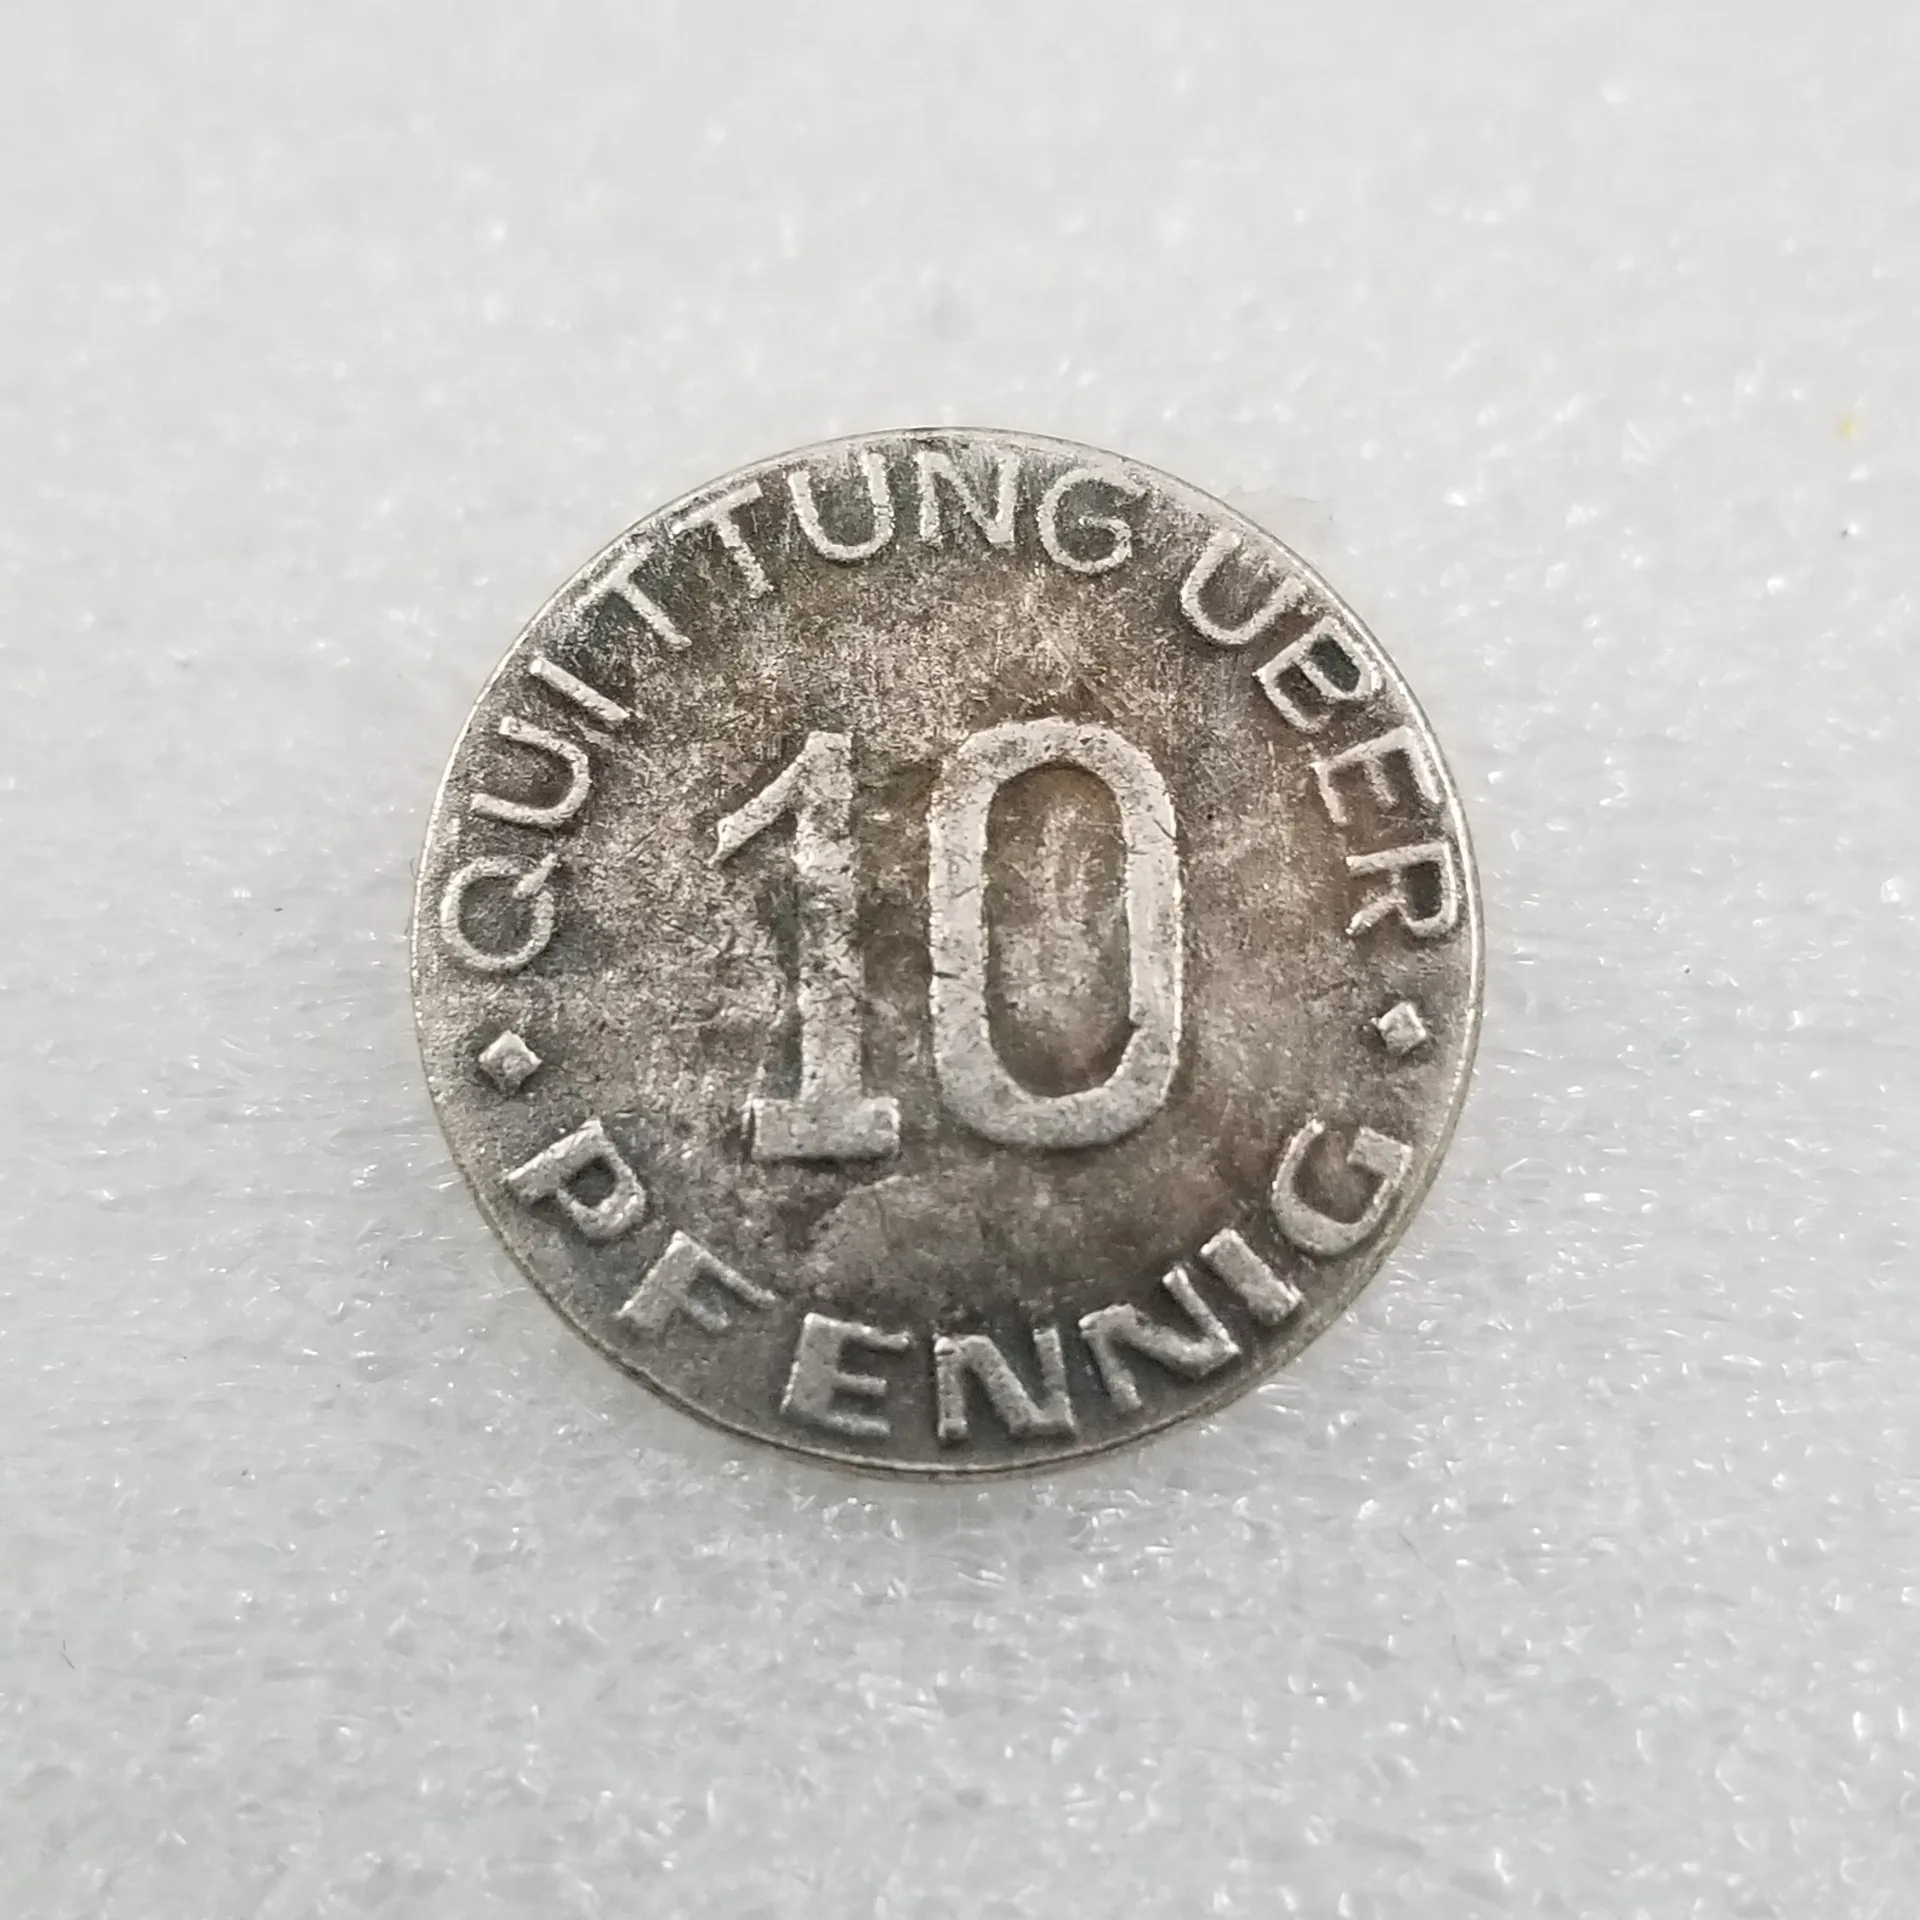 QUITTUNG UBER
10
· PFENNIG ·